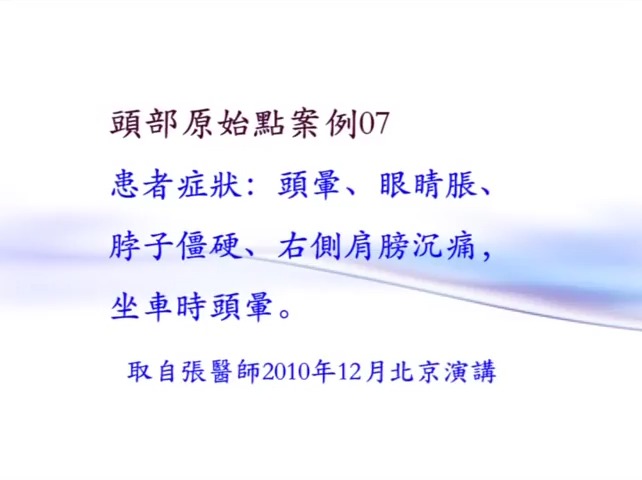 頭部原始點案例07
患者症狀：頭暈、眼睛脹、
脖子僵硬、右側肩膀沉痛，
坐車時頭暈。
取自張醫師2010年12月北京演講